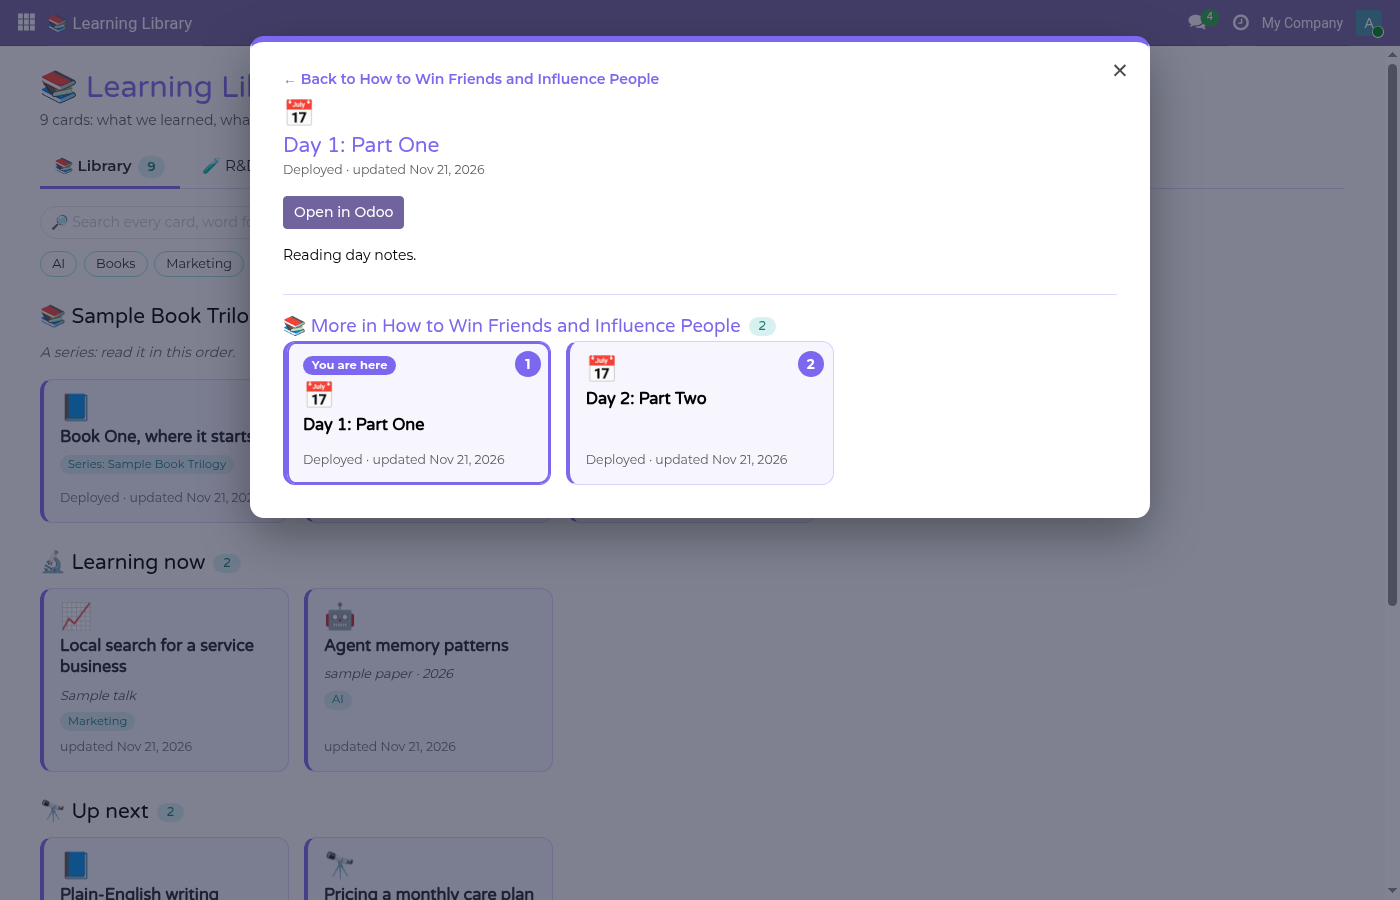 Learning Library
4
My Company
A
Learning Li
9 cards: what we learned, wha
Library 9
R&D
Search every card, word fo
AI
Books
Marketing
Sample Book Trilo
A series: read it in this order.
Book One, where it starts
Series: Sample Book Trilogy
Deployed · updated Nov 21, 202
← Back to How to Win Friends and Influence People
✕
July
17
Day 1: Part One
Deployed · updated Nov 21, 2026
Open in Odoo
Reading day notes.
More in How to Win Friends and Influence People 2
You are here
1
July
17
Day 1: Part One
Deployed · updated Nov 21, 2026
2
July
17
Day 2: Part Two
Deployed · updated Nov 21, 2026
Learning now 2
Local search for a service
business
Sample talk
Marketing
updated Nov 21, 2026
Agent memory patterns
sample paper · 2026
AI
updated Nov 21, 2026
Up next 2
Plain-English writing
Pricing a monthly care plan